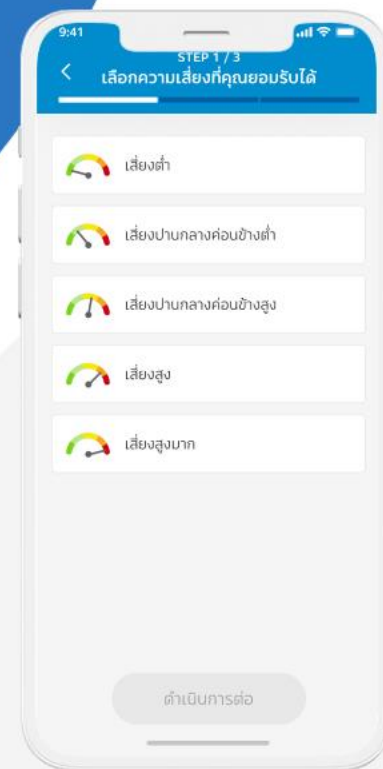 9:41
STEP 1 / 3
เลือกความเสี่ยงที่คุณยอมรับได้
เสี่ยงต่ำ
เสี่ยงปานกลางค่อนข้างต่ำ
เสี่ยงปานกลางค่อนข้างสูง
เสี่ยงสูง
เสี่ยงสูงมาก
ดำเนินการต่อ